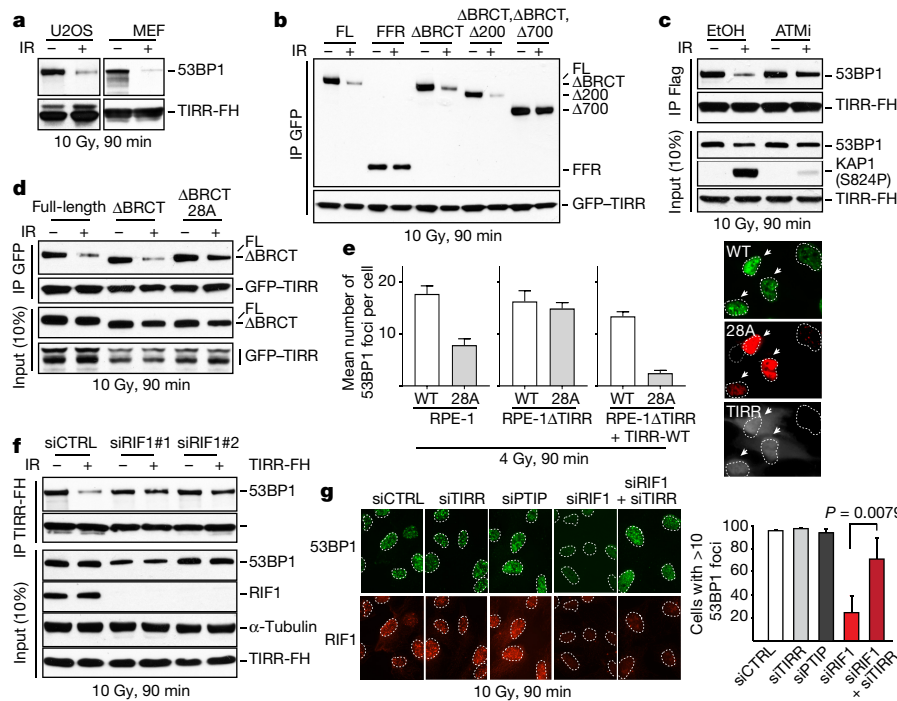 a
U2OS MEF
IR – + – +
53BP1
TIRR-FH
10 Gy, 90 min
b
ΔBRCT, ΔBRCT,
FL FFR ΔBRCT Δ200 Δ700
IR – + – + – + – + – +
IP GFP
FL
ΔBRCT
Δ200
Δ700
FFR
GFP–TIRR
10 Gy, 90 min
c
EtOH ATMi
IR – + – +
IP Flag
53BP1
TIRR-FH
Input (10%)
53BP1
KAP1
(S824P)
TIRR-FH
10 Gy, 90 min
d
ΔBRCT
Full-length ΔBRCT 28A
IR – + – + – +
IP GFP
FL
ΔBRCT
GFP–TIRR
Input (10%)
FL
ΔBRCT
GFP–TIRR
10 Gy, 90 min
e
Mean number of
53BP1 foci per cell
20
10
WT 28A WT 28A WT 28A
RPE-1 RPE-1ΔTIRR RPE-1ΔTIRR
+ TIRR-WT
4 Gy, 90 min
WT
28A
TIRR
f
siCTRL siRIF1#1 siRIF1#2
IR – + – + – + TIRR-FH
IP TIRR-FH
53BP1
–
Input (10%)
53BP1
RIF1
α-Tubulin
TIRR-FH
10 Gy, 90 min
g
siRIF1
siCTRL siTIRR siPTIP siRIF1 + siTIRR
53BP1
RIF1
10 Gy, 90 min
P = 0.0079
Cells with >10
53BP1 foci
100
80
60
40
20
siCTRL
siTIRR
siPTIP
siRIF1
siRIF1
+ siTIRR